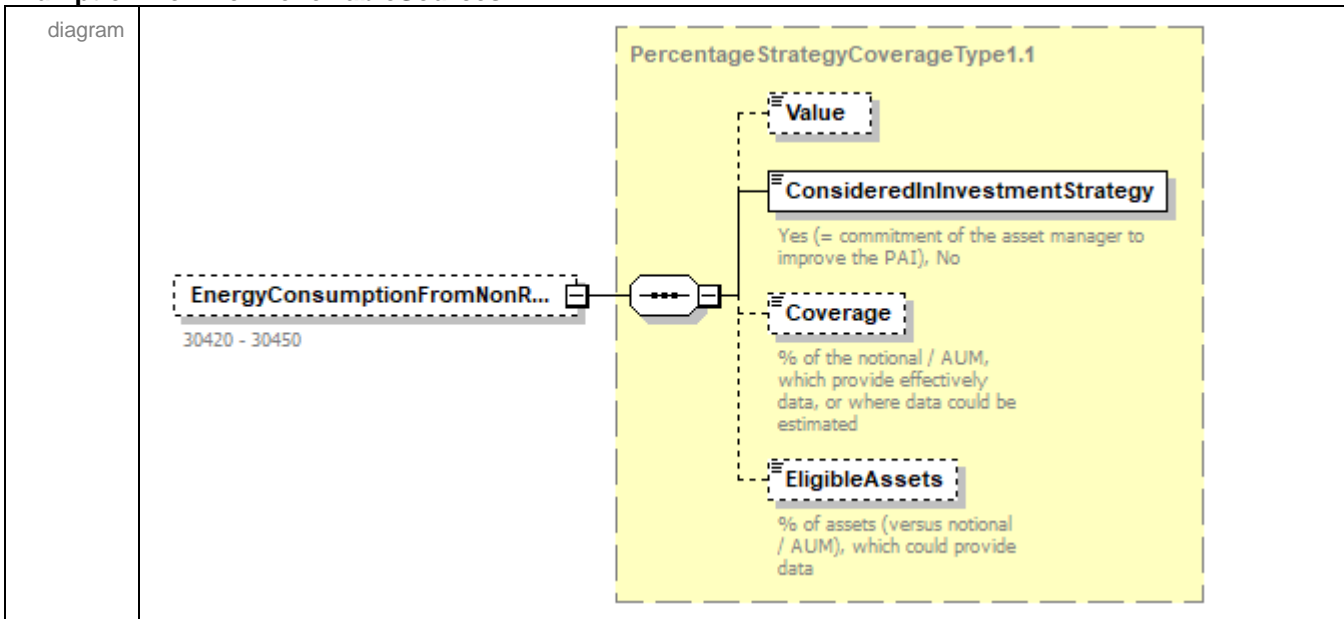 diagram
PercentageStrategyCoverageType1.1
Value
ConsideredInInvestmentStrategy
Yes (= commitment of the asset manager to
improve the PAI), No
EnergyConsumptionFromNonR...
30420 - 30450
Coverage
% of the notional / AUM,
which provide effectively
data, or where data could be
estimated
EligibleAssets
% of assets (versus notional
/ AUM), which could provide
data